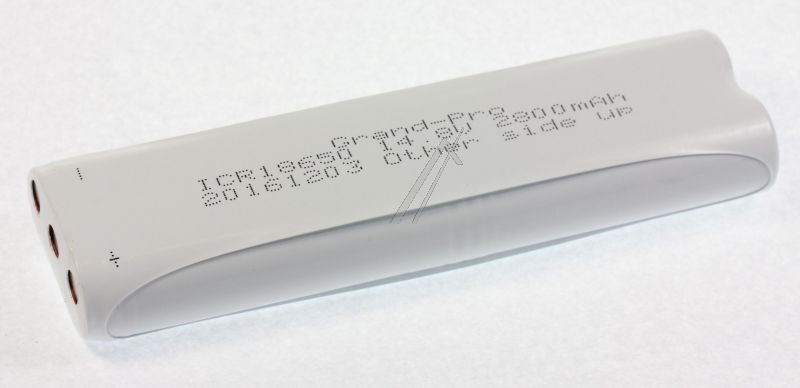 Grand-Pro
ICR18650 14.8V 2800mAh
20161203 Other side up
-
+